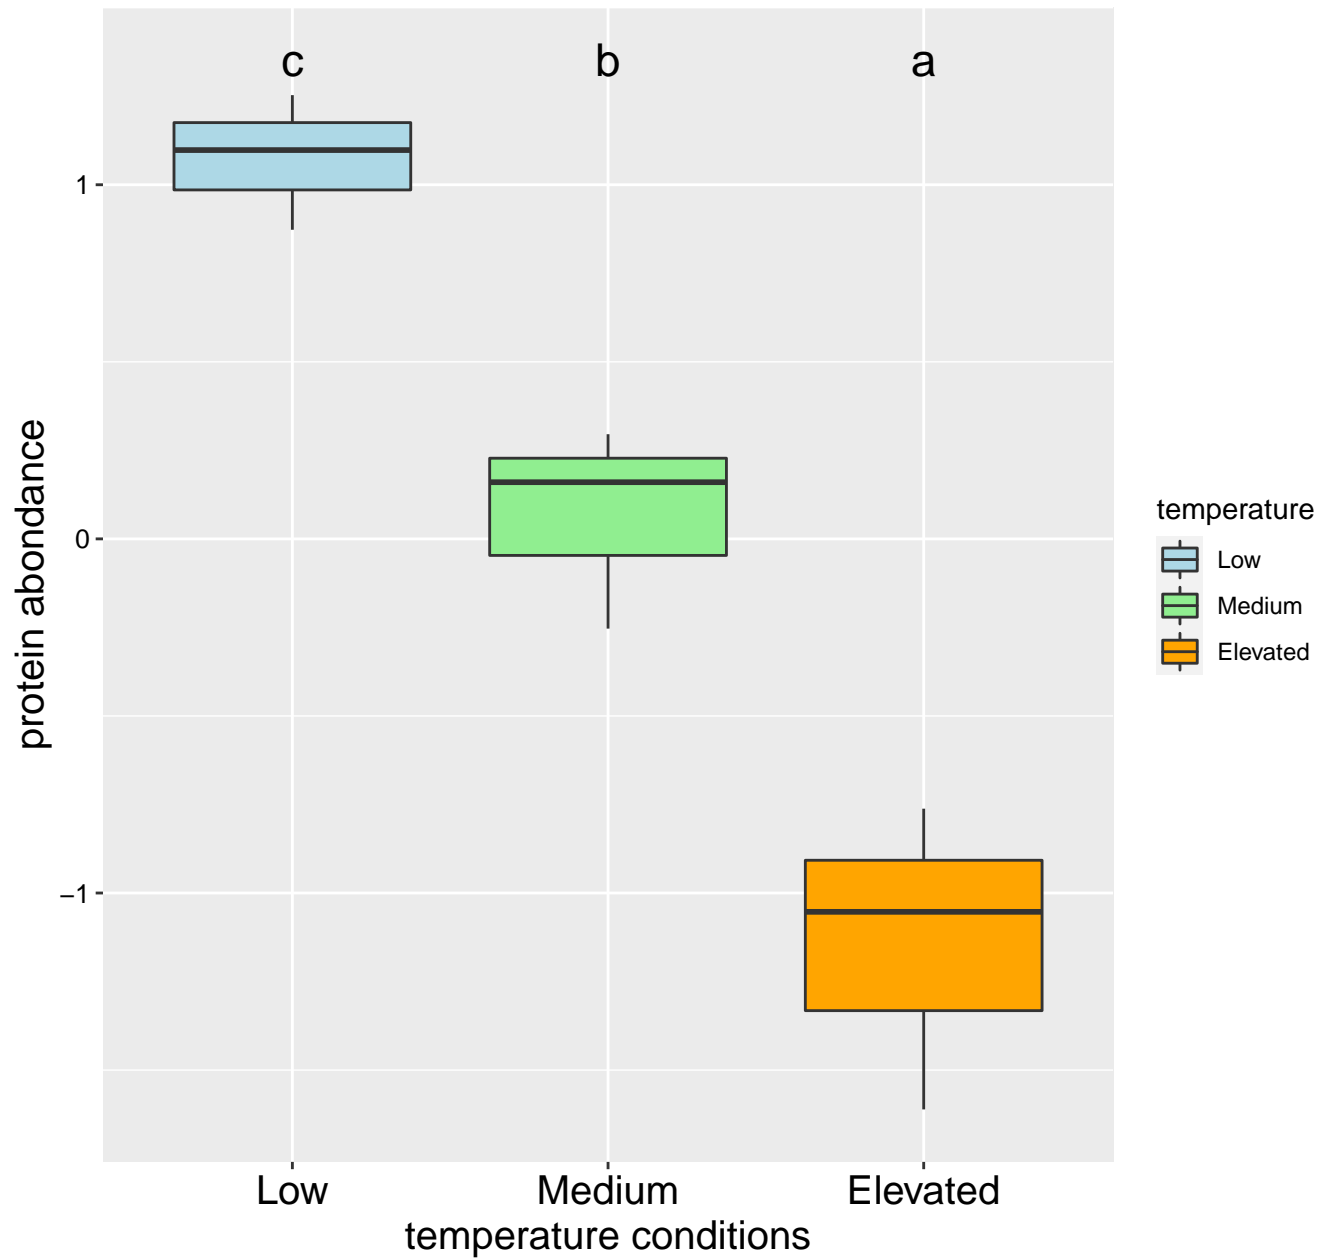 c b a
1
0
−1
protein abondance
Low Medium Elevated
temperature conditions
temperature
Low
Medium
Elevated